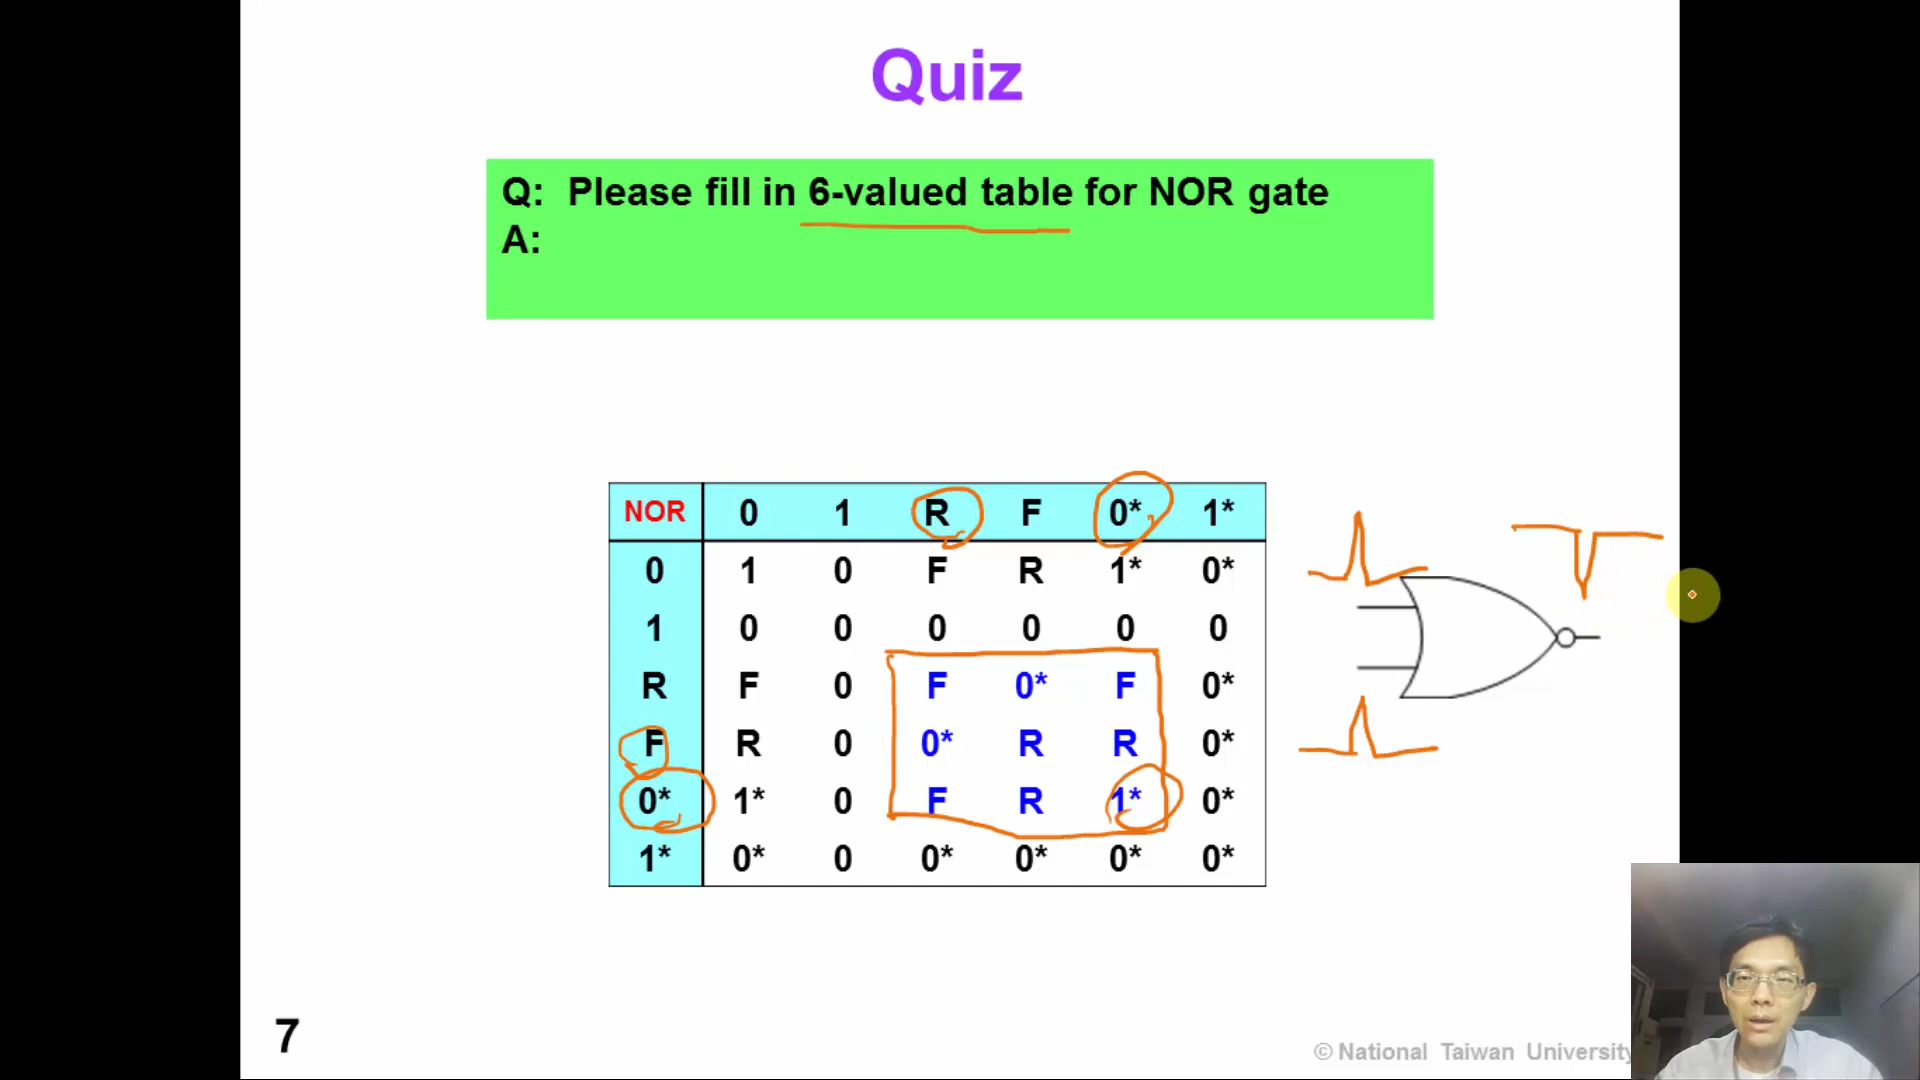 Quiz
Q: Please fill in 6-valued table for NOR gate
A:
NOR 0 1 R F 0* 1*
0 1 0 F R 1* 0*
1 0 0 0 0 0 0
R F 0 F 0* F 0*
F R 0 0* R R 0*
0* 1* 0 F R 1* 0*
1* 0* 0 0* 0* 0* 0*
7
© National Taiwan University